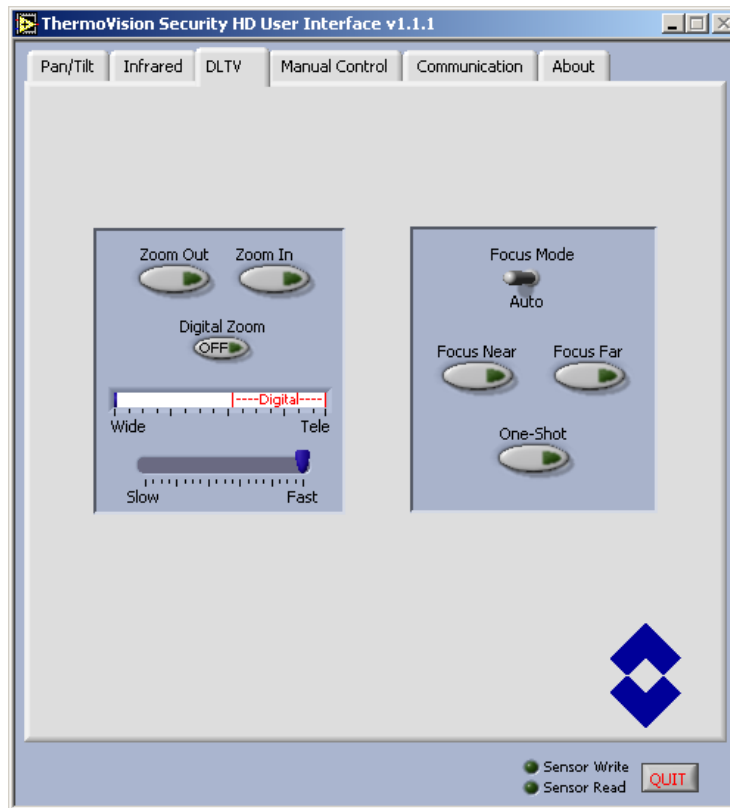 ThermoVision Security HD User Interface v1.1.1
Pan/Tilt Infrared DLTV Manual Control Communication About
Zoom Out Zoom In
Digital Zoom
OFF
|----Digital----|
Wide Tele
Slow Fast
Focus Mode
Auto
Focus Near Focus Far
One-Shot
Sensor Write
Sensor Read
QUIT